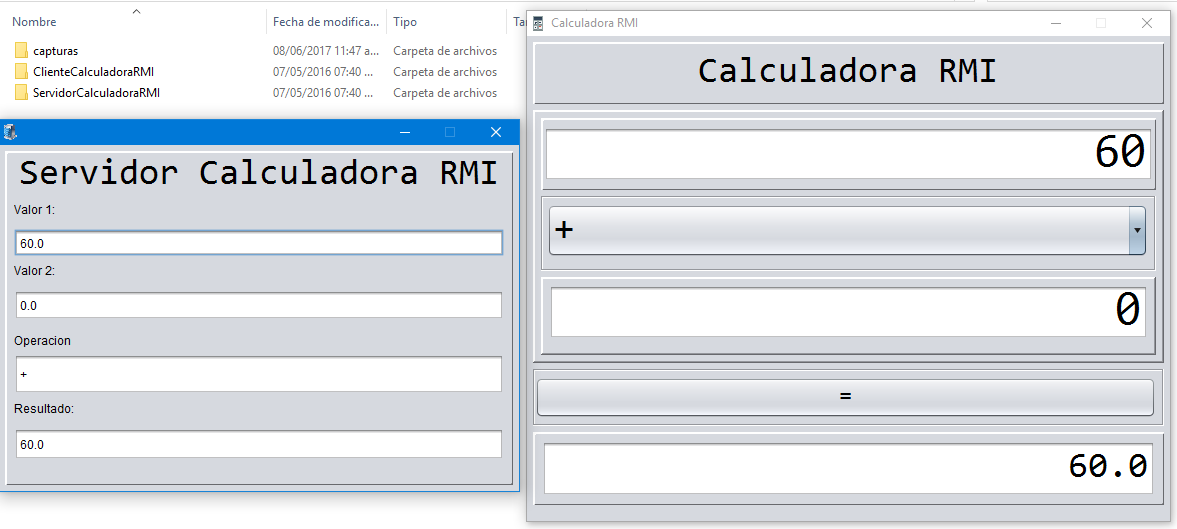 Nombre Fecha de modifica... Tipo
capturas 08/06/2017 11:47 a... Carpeta de archivos
ClienteCalculadoraRMI 07/05/2016 07:40 ... Carpeta de archivos
ServidorCalculadoraRMI 07/05/2016 07:40 ... Carpeta de archivos
Servidor Calculadora RMI
Valor 1:
60.0
Valor 2:
0.0
Operacion
+
Resultado:
60.0
Calculadora RMI
Calculadora RMI
60
+
0
=
60.0